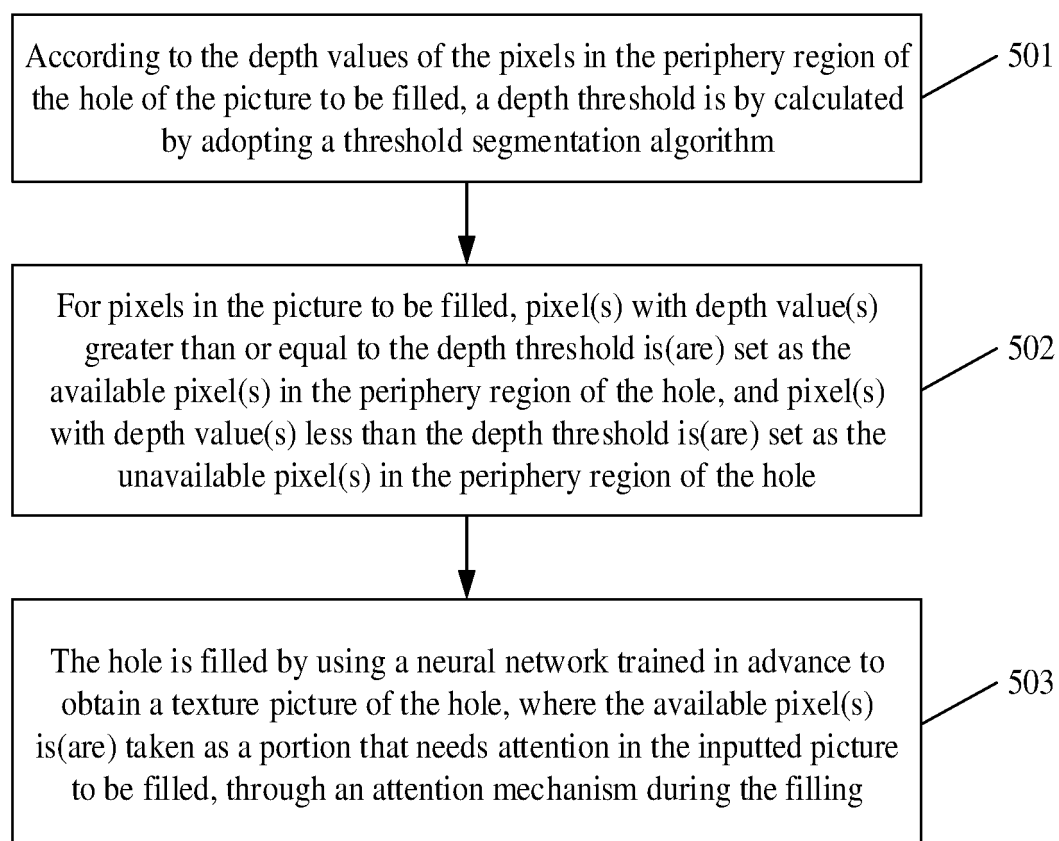 According to the depth values of the pixels in the periphery region of
the hole of the picture to be filled, a depth threshold is by calculated
by adopting a threshold segmentation algorithm
501
For pixels in the picture to be filled, pixel(s) with depth value(s)
greater than or equal to the depth threshold is(are) set as the
available pixel(s) in the periphery region of the hole, and pixel(s)
with depth value(s) less than the depth threshold is(are) set as the
unavailable pixel(s) in the periphery region of the hole
502
The hole is filled by using a neural network trained in advance to
obtain a texture picture of the hole, where the available pixel(s)
is(are) taken as a portion that needs attention in the inputted picture
to be filled, through an attention mechanism during the filling
503